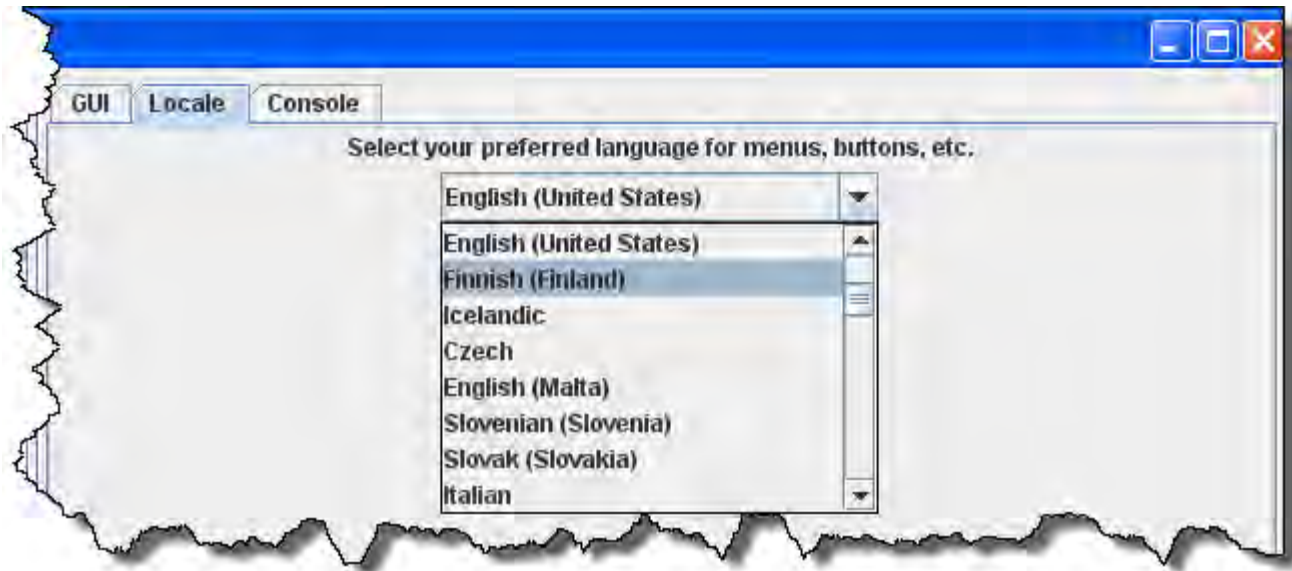 GUI Locale Console
Select your preferred language for menus, buttons, etc.
English (United States)
English (United States)
Finnish (Finland)
Icelandic
Czech
English (Malta)
Slovenian (Slovenia)
Slovak (Slovakia)
Italian